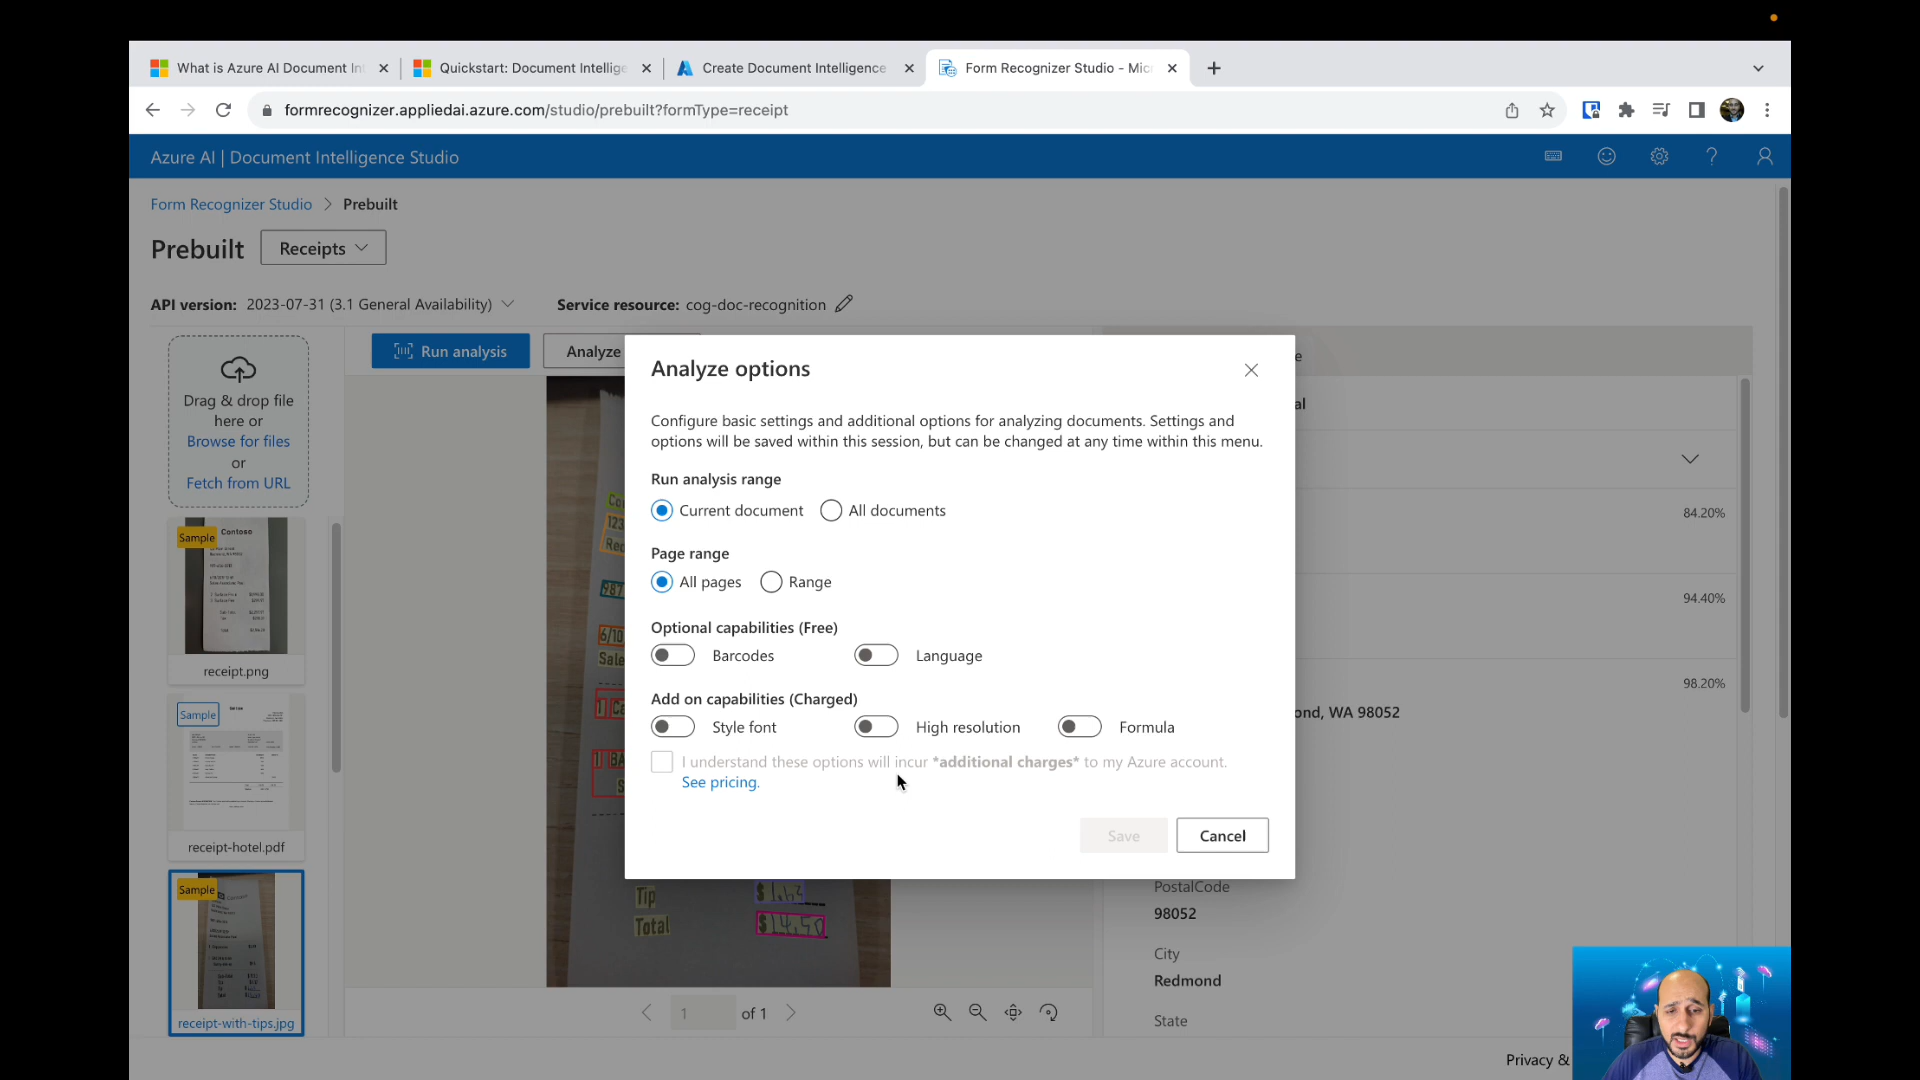 What is Azure AI Document Int
Quickstart: Document Intellige
Create Document Intelligence
Form Recognizer Studio - Mic
formrecognizer.appliedai.azure.com/studio/prebuilt?formType=receipt
Azure AI | Document Intelligence Studio
Form Recognizer Studio > Prebuilt
Prebuilt
Receipts
API version: 2023-07-31 (3.1 General Availability)
Service resource: cog-doc-recognition
Drag & drop file
here or
Browse for files
or
Fetch from URL
Run analysis
Analyze
Sample
Contoso
receipt.png
Sample
receipt-hotel.pdf
Sample
receipt-with-tips.jpg
Analyze options
Configure basic settings and additional options for analyzing documents. Settings and
options will be saved within this session, but can be changed at any time within this menu.
Run analysis range
Current document
All documents
Page range
All pages
Range
Optional capabilities (Free)
Barcodes
Language
Add on capabilities (Charged)
Style font
High resolution
Formula
I understand these options will incur *additional charges* to my Azure account.
See pricing.
Save
Cancel
Tip
Total
$14.50
1
of 1
84.20%
94.40%
98.20%
ond, WA 98052
PostalCode
98052
City
Redmond
State
Privacy &